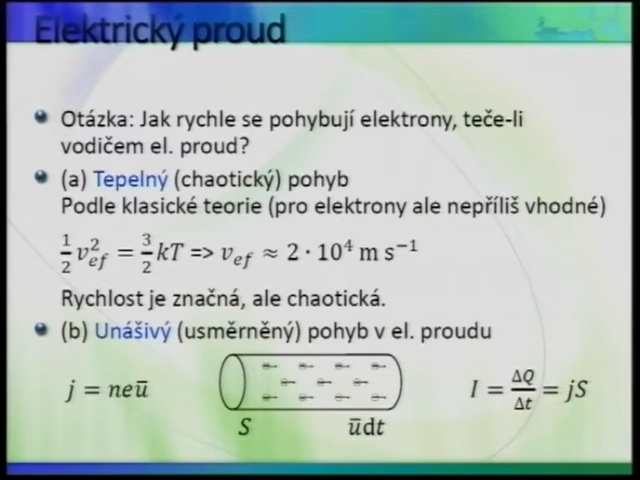 Elektrický proud
Otázka: Jak rychle se pohybují elektrony, teče-li
vodičem el. proud?
(a) Tepelný (chaotický) pohyb
Podle klasické teorie (pro elektrony ale nepříliš vhodné)
½ v²_ef = 3/2 kT => v_ef ≈ 2 · 10⁴ m s⁻¹
Rychlost je značná, ale chaotická.
(b) Unášivý (usměrněný) pohyb v el. proudu
j = neū
S
ūdt
I = ΔQ/Δt = jS